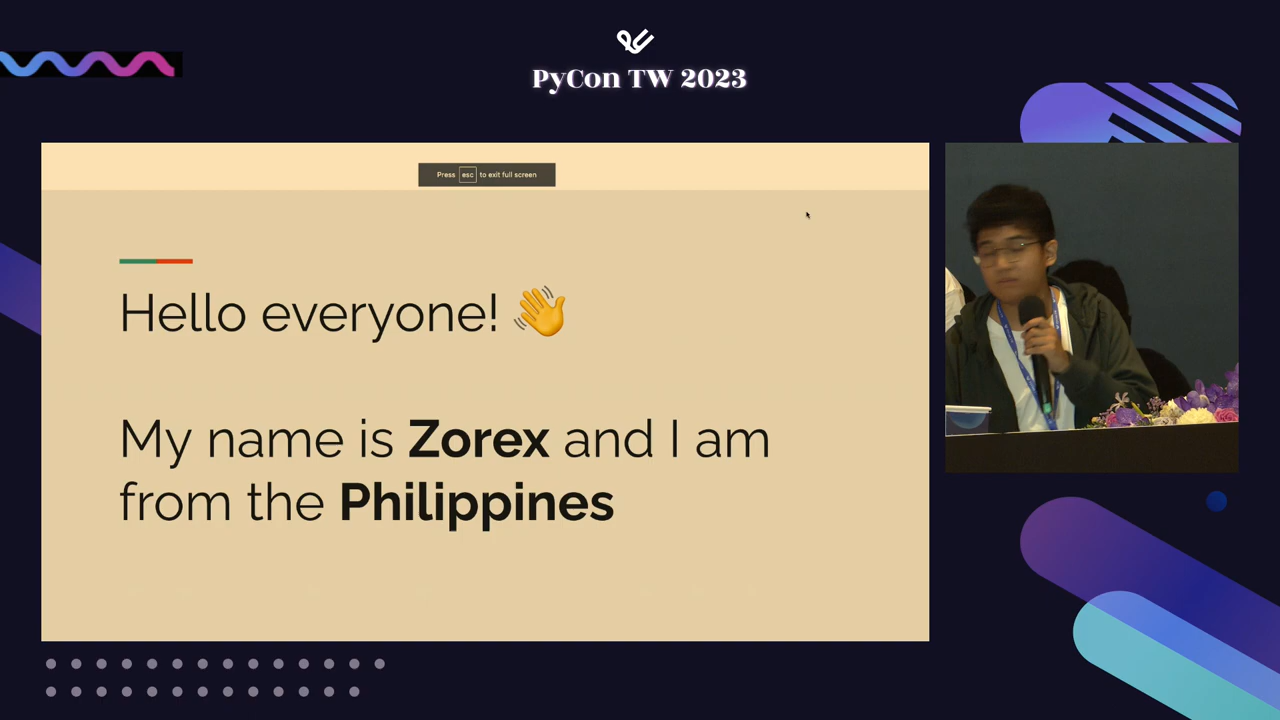 PyCon TW 2023
Press esc to exit full screen
Hello everyone! 👋
My name is Zorex and I am
from the Philippines